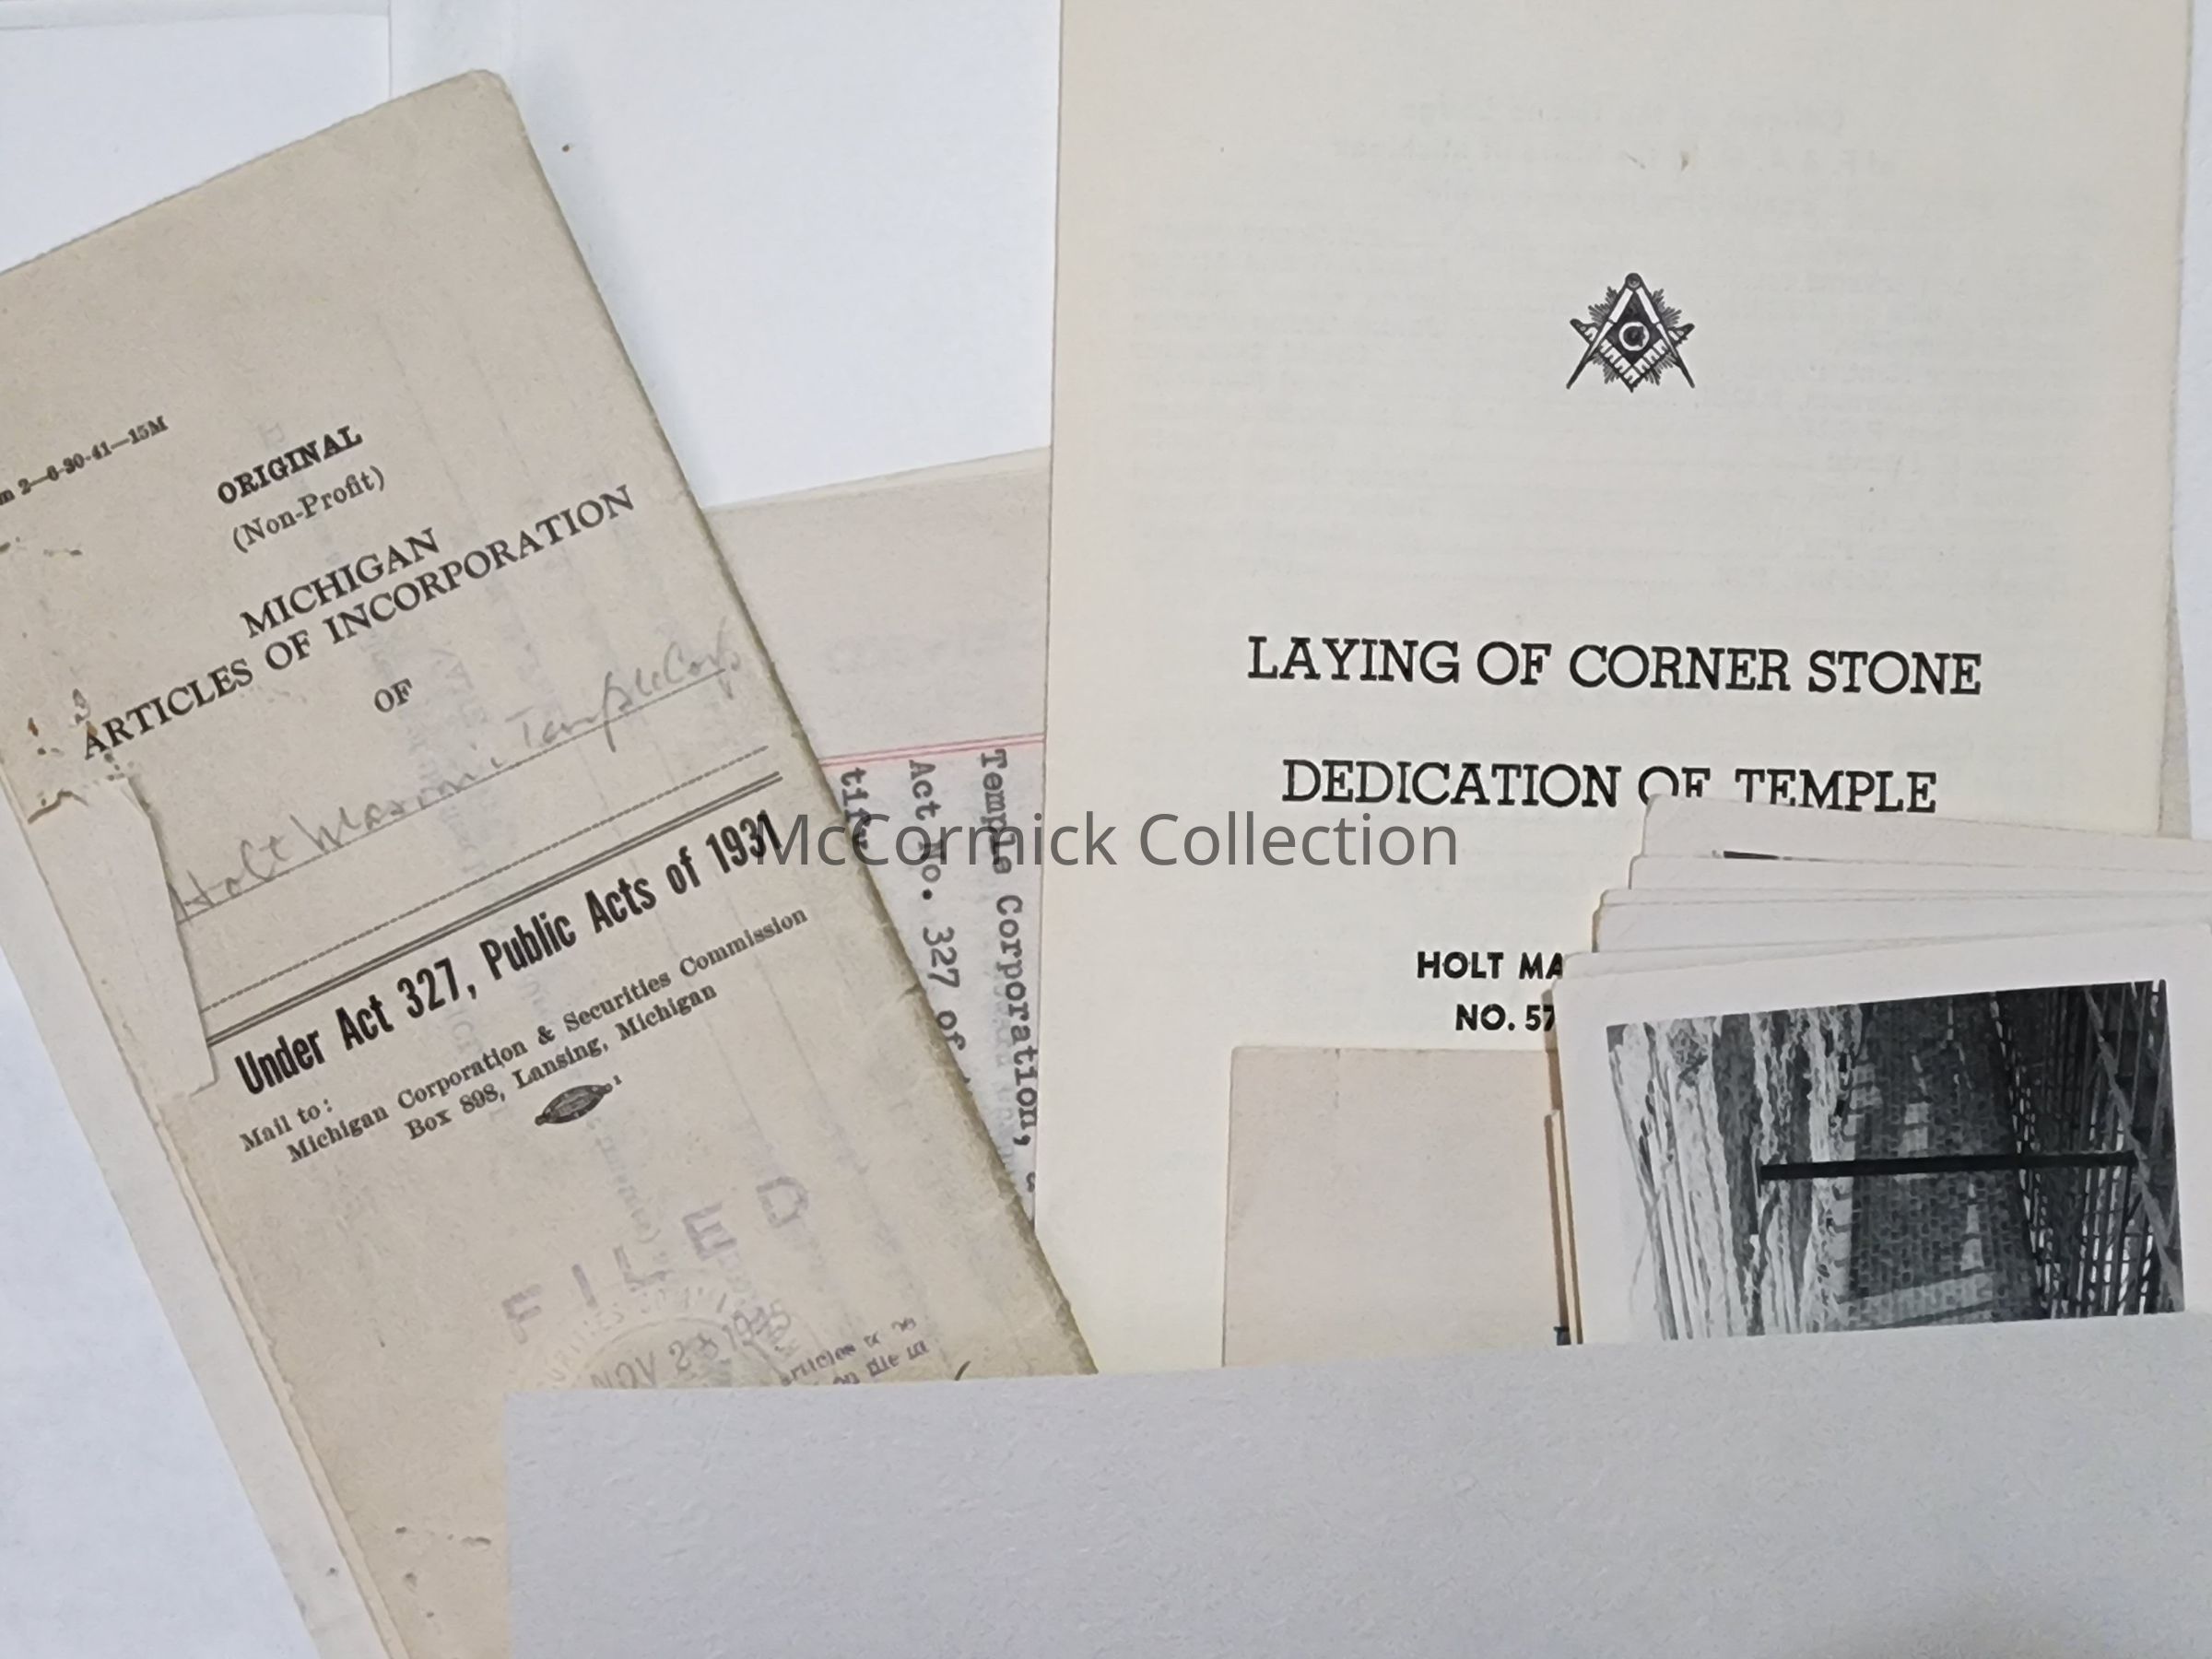 2—6-30-41—15M
ORIGINAL
(Non-Profit)
MICHIGAN
ARTICLES OF INCORPORATION
OF
Holt Masonic Temple Corp.
Under Act 327, Public Acts of 1931
Mail to:
Michigan Corporation & Securities Commission
Box 898, Lansing, Michigan
FILED
NOV 23 1945
Temple Corporation,
Act No. 327 of
G
LAYING OF CORNER STONE
DEDICATION OF TEMPLE
HOLT MA
NO. 57
McCormick Collection